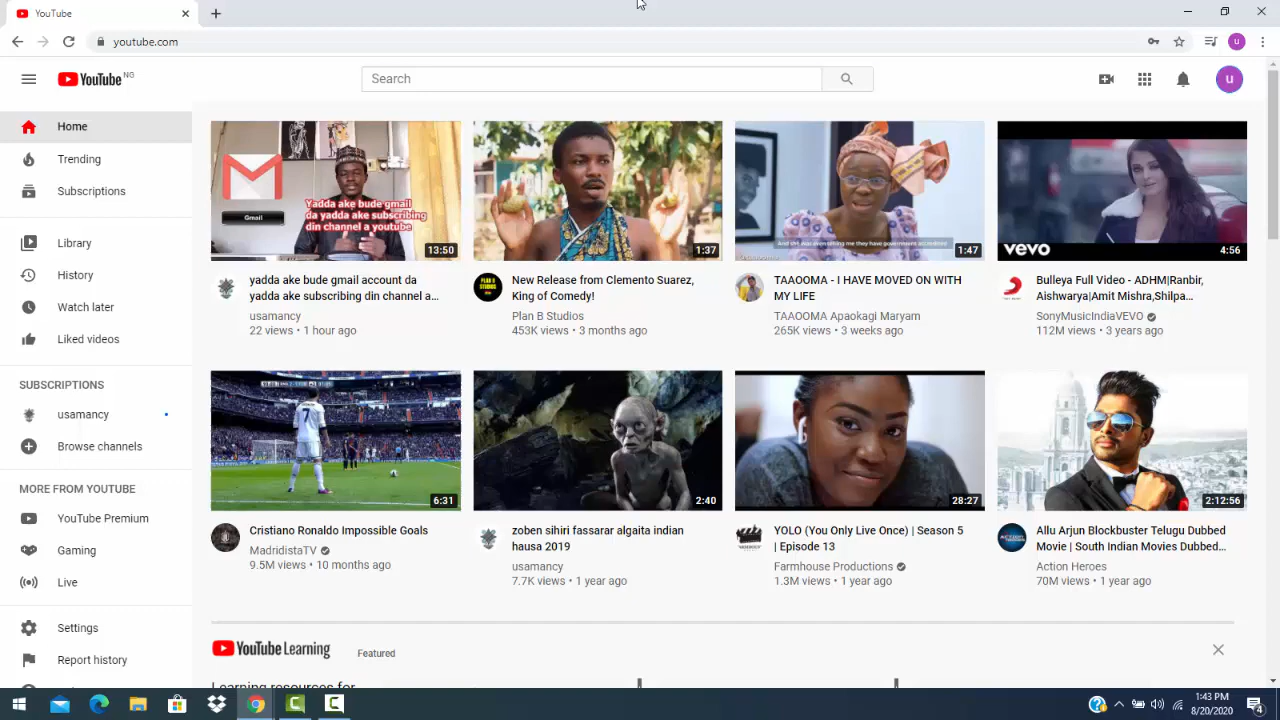 YouTube
youtube.com
u
YouTube NG
Search
u
Home
Trending
Subscriptions
Library
History
Watch later
Liked videos
SUBSCRIPTIONS
usamancy
Browse channels
MORE FROM YOUTUBE
YouTube Premium
Gaming
Live
Settings
Report history
Gmail
Yadda ake bude gmail
da yadda ake subscribing
din channel a youtube
13:50
yadda ake bude gmail account da
yadda ake subscribing din channel a...
usamancy
22 views • 1 hour ago
1:37
New Release from Clemento Suarez,
King of Comedy!
Plan B Studios
453K views • 3 months ago
1:47
TAAOOMA - I HAVE MOVED ON WITH
MY LIFE
TAAOOMA Apaokagi Maryam
265K views • 3 weeks ago
vevo
4:56
Bulleya Full Video - ADHM|Ranbir,
Aishwarya|Amit Mishra,Shilpa...
SonyMusicIndiaVEVO
112M views • 3 years ago
7
6:31
Cristiano Ronaldo Impossible Goals
MadridistaTV
9.5M views • 10 months ago
2:40
zoben sihiri fassarar algaita indian
hausa 2019
usamancy
7.7K views • 1 year ago
28:27
YOLO (You Only Live Once) | Season 5
| Episode 13
Farmhouse Productions
1.3M views • 1 year ago
2:12:56
Allu Arjun Blockbuster Telugu Dubbed
Movie | South Indian Movies Dubbed...
Action Heroes
70M views • 1 year ago
YouTube Learning
Featured
Learning resources for
1:43 PM
8/20/2020
4